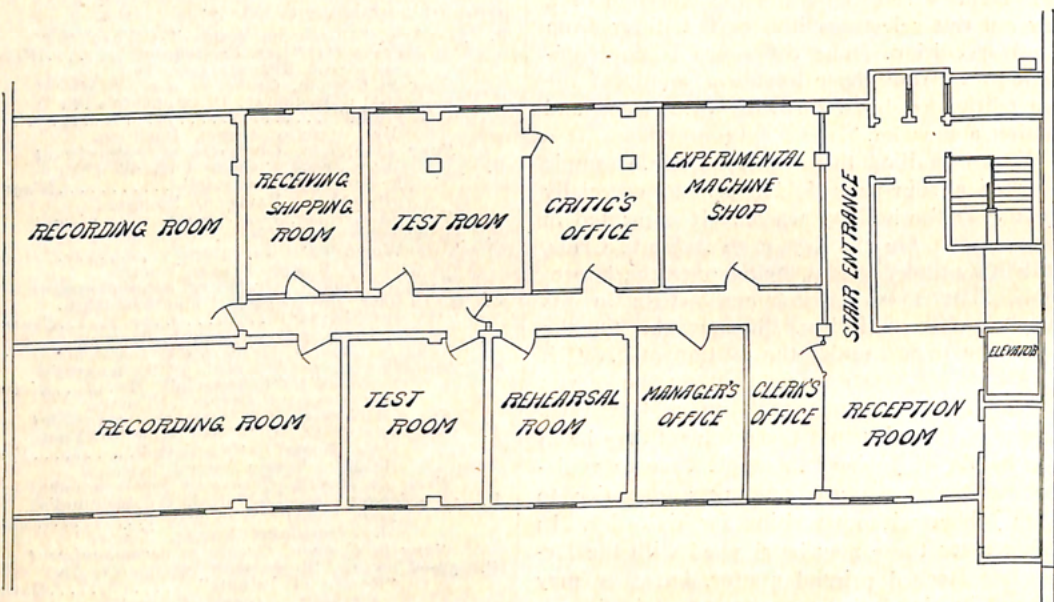 RECORDING ROOM
RECEIVING
SHIPPING
ROOM
TEST ROOM
CRITIC'S
OFFICE
EXPERIMENTAL
MACHINE
SHOP
STAIR ENTRANCE
ELEVATOR
RECORDING ROOM
TEST
ROOM
REHEARSAL
ROOM
MANAGER'S
OFFICE
CLERK'S
OFFICE
RECEPTION
ROOM